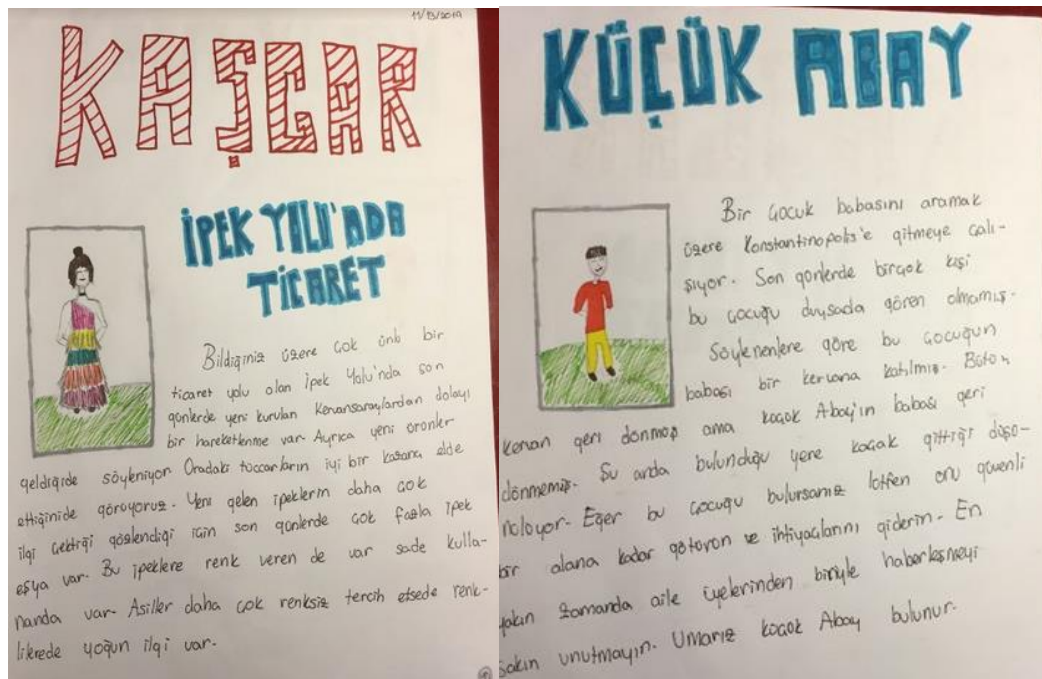 11/13/2019
KAŞGAR
İPEK YOLU'ADA
TİCARET
Bildiğiniz üzere çok ünlü bir
ticaret yolu olan İpek Yolu'nda son
günlerde yeni kurulan Kervansaraylardan dolayı
bir hareketlenme var. Ayrıca yeni ürünler
geldiğide söyleniyor Oradaki tüccarların iyi bir kazanç elde
ettiğinide görüyoruz. Yeni gelen ipeklerin daha çok
ilgi çektiği gözlendiği için son günlerde çok fazla ipek
eşya var. Bu ipeklere renk veren de var sade kulla-
nanda var. Asiller daha çok renksiz tercih etsede renk-
lilerede yoğun ilgi var.
KÜÇÜK ABAY
Bir çocuk babasını aramak
üzere Konstantinopolis'e gitmeye çalı-
şıyor. Son günlerde birçok kişi
bu çocuğu duysada gören olmamış.
Söylenenlere göre bu çocuğun
babası bir kervana katılmış. Bütün
kervan geri dönmüş ama küçük Abay'ın babası geri
dönmemiş. Şu anda bulunduğu yere kaçak gittiği düşü-
nülüyor. Eğer bu çocuğu bulursanız lütfen onu güvenli
bir alana kadar götürün ve ihtiyaçlarını giderin. En
yakın zamanda aile üyelerinden biriyle haberleşmeyi
sakın unutmayın. Umarız küçük Abay bulunur.